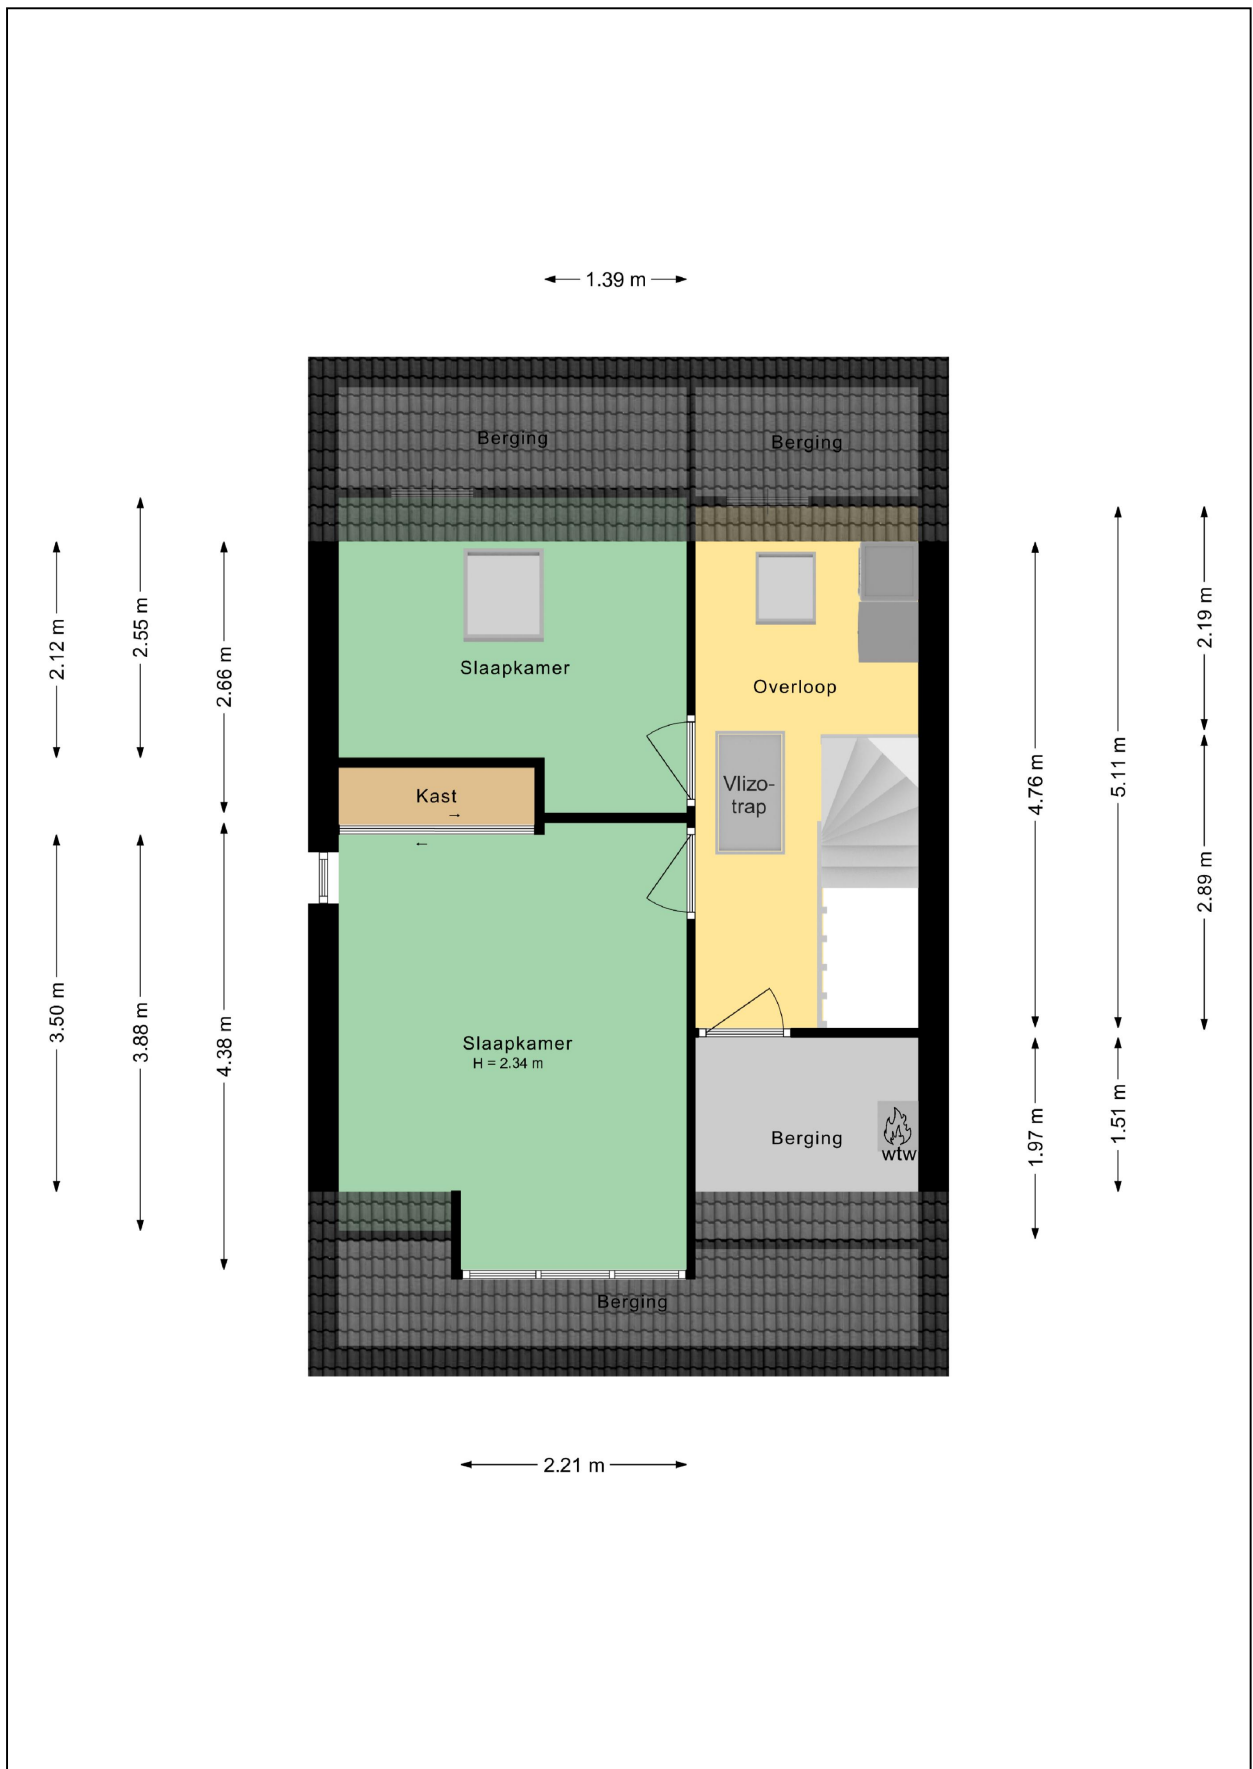 1.39 m
Berging
Berging
2.12 m
2.55 m
2.66 m
Slaapkamer
Overloop
2.19 m
Kast
Vlizo-
trap
4.76 m
5.11 m
2.89 m
3.50 m
3.88 m
4.38 m
Slaapkamer
H = 2.34 m
Berging
wtw
1.97 m
1.51 m
Berging
2.21 m